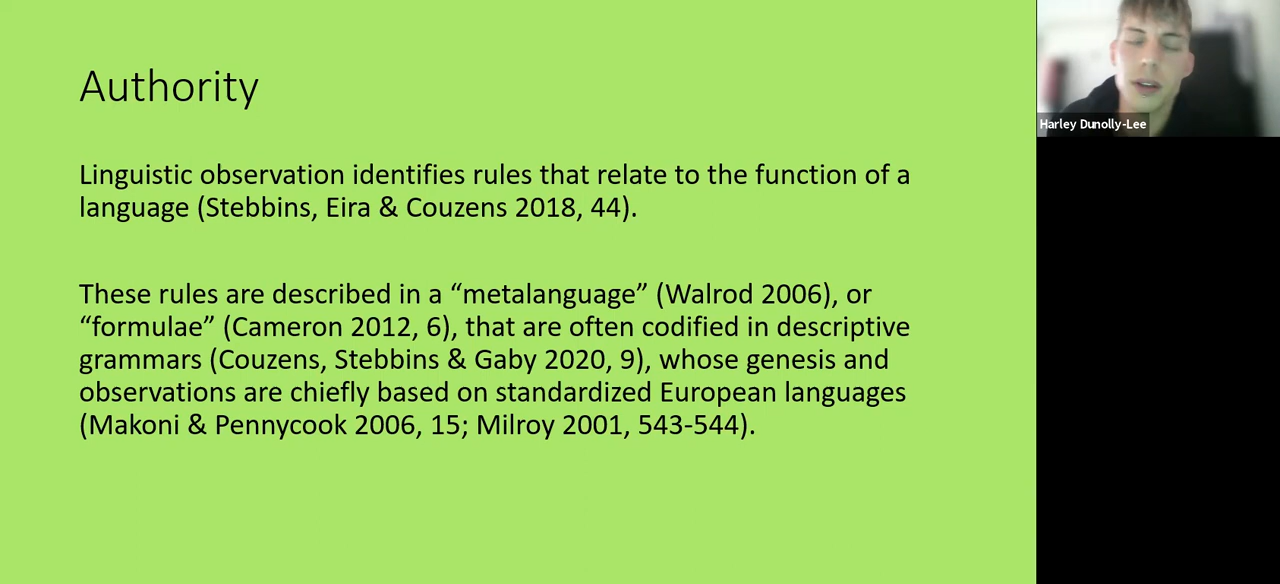 Authority
Linguistic observation identifies rules that relate to the function of a
language (Stebbins, Eira & Couzens 2018, 44).
These rules are described in a “metalanguage” (Walrod 2006), or
“formulae” (Cameron 2012, 6), that are often codified in descriptive
grammars (Couzens, Stebbins & Gaby 2020, 9), whose genesis and
observations are chiefly based on standardized European languages
(Makoni & Pennycook 2006, 15; Milroy 2001, 543-544).
Harley Dunolly-Lee